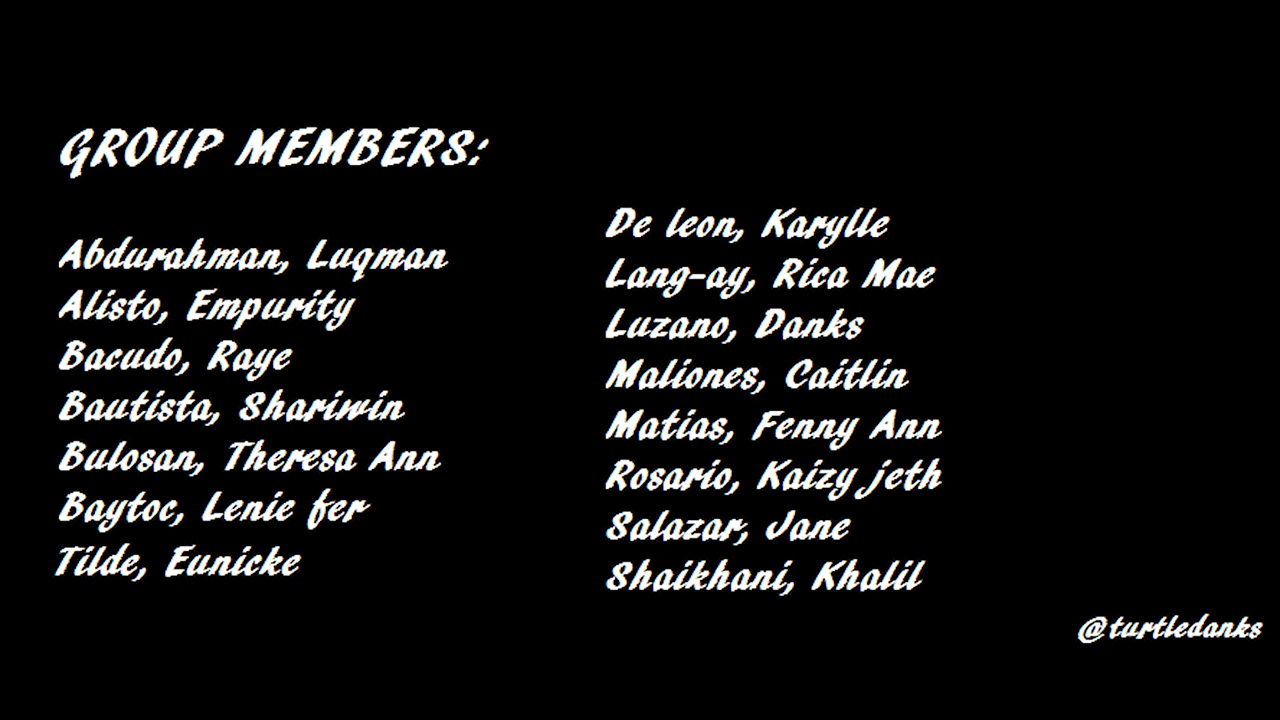 GROUP MEMBERS:
Abdurahman, Luqman
Alisto, Empurity
Bacudo, Raye
Bautista, Shariwin
Bulosan, Theresa Ann
Baytoc, Lenie fer
Tilde, Eunicke
De leon, Karylle
Lang-ay, Rica Mae
Luzano, Danks
Maliones, Caitlin
Matias, Fenny Ann
Rosario, Kaizy jeth
Salazar, Jane
Shaikhani, Khalil
@turtledanks